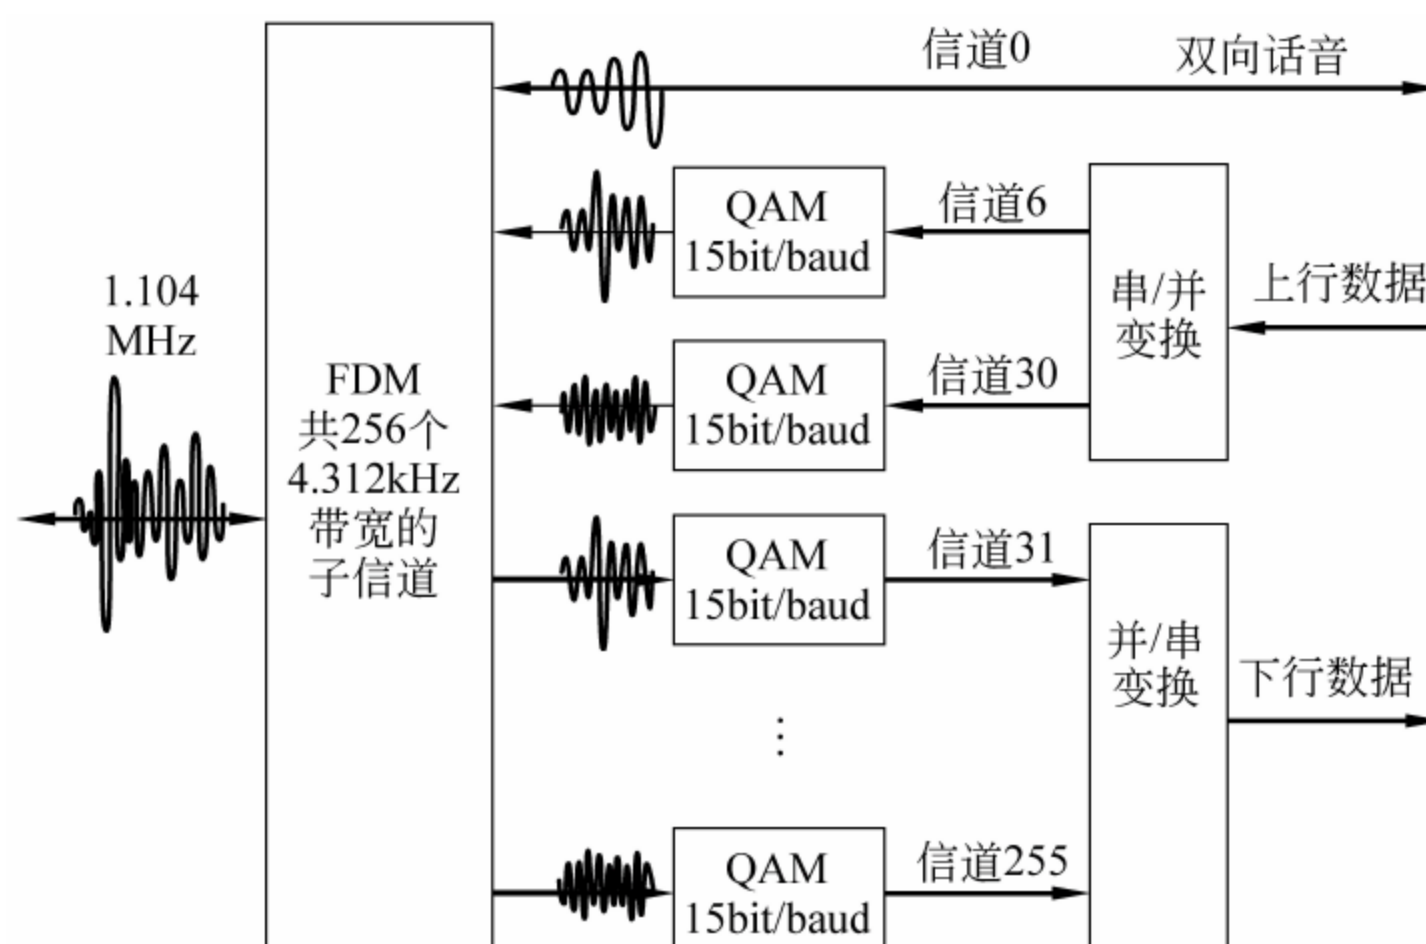 信道0
双向话音
QAM
15bit/baud
信道6
串/并
变换
上行数据
1.104
MHz
FDM
共256个
4.312kHz
带宽的
子信道
QAM
15bit/baud
信道30
QAM
15bit/baud
信道31
并/串
变换
下行数据
⋮
QAM
15bit/baud
信道255